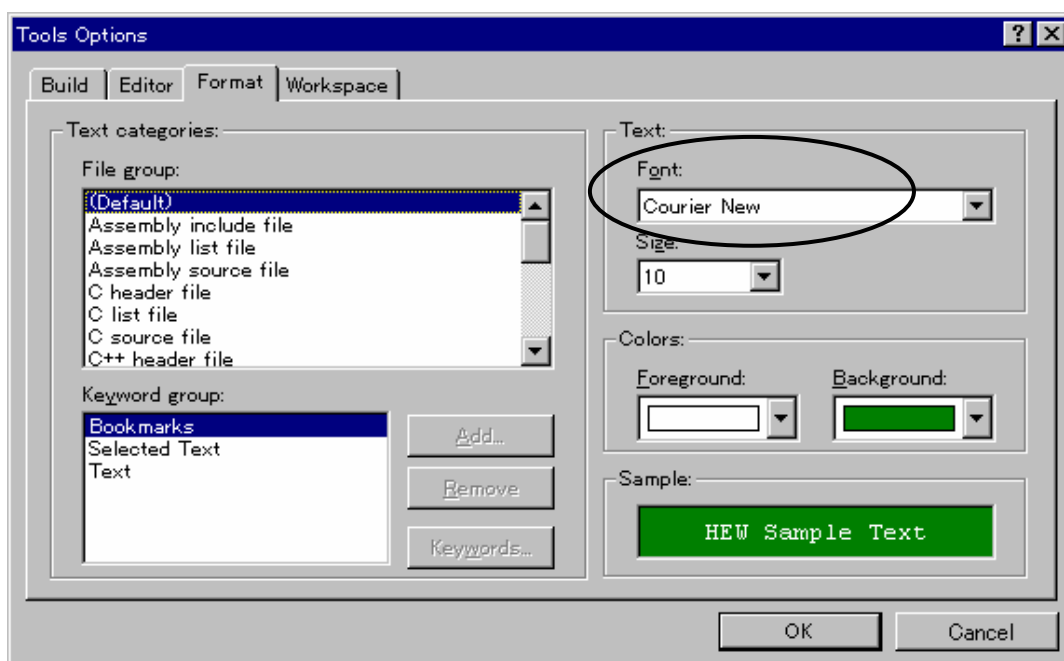 Tools Options
Build Editor Format Workspace
Text categories:
File group:
(Default)
Assembly include file
Assembly list file
Assembly source file
C header file
C list file
C source file
C++ header file
Keyword group:
Bookmarks
Selected Text
Text
Add...
Remove
Keywords...
Text:
Font:
Courier New
Size:
10
Colors:
Foreground: Background:
Sample:
HEW Sample Text
OK Cancel